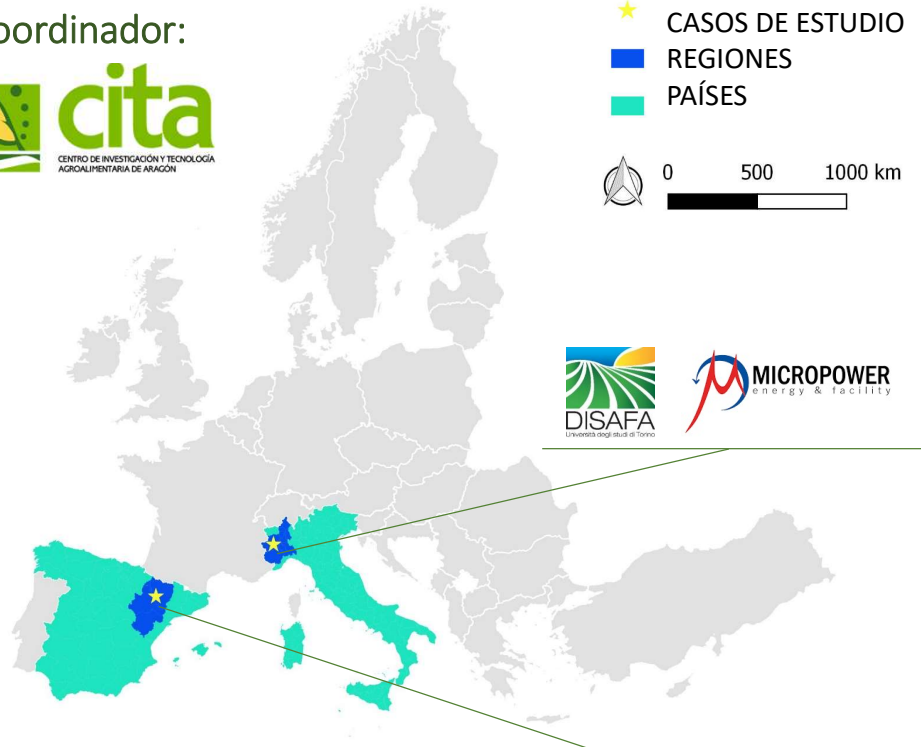 oordinador:
cita
CENTRO DE INVESTIGACIÓN Y TECNOLOGÍA
AGROALIMENTARIA DE ARAGÓN
CASOS DE ESTUDIO
REGIONES
PAÍSES
0 500 1000 km
DISAFA
Università degli studi di Torino
MICROPOWER
energy & facility